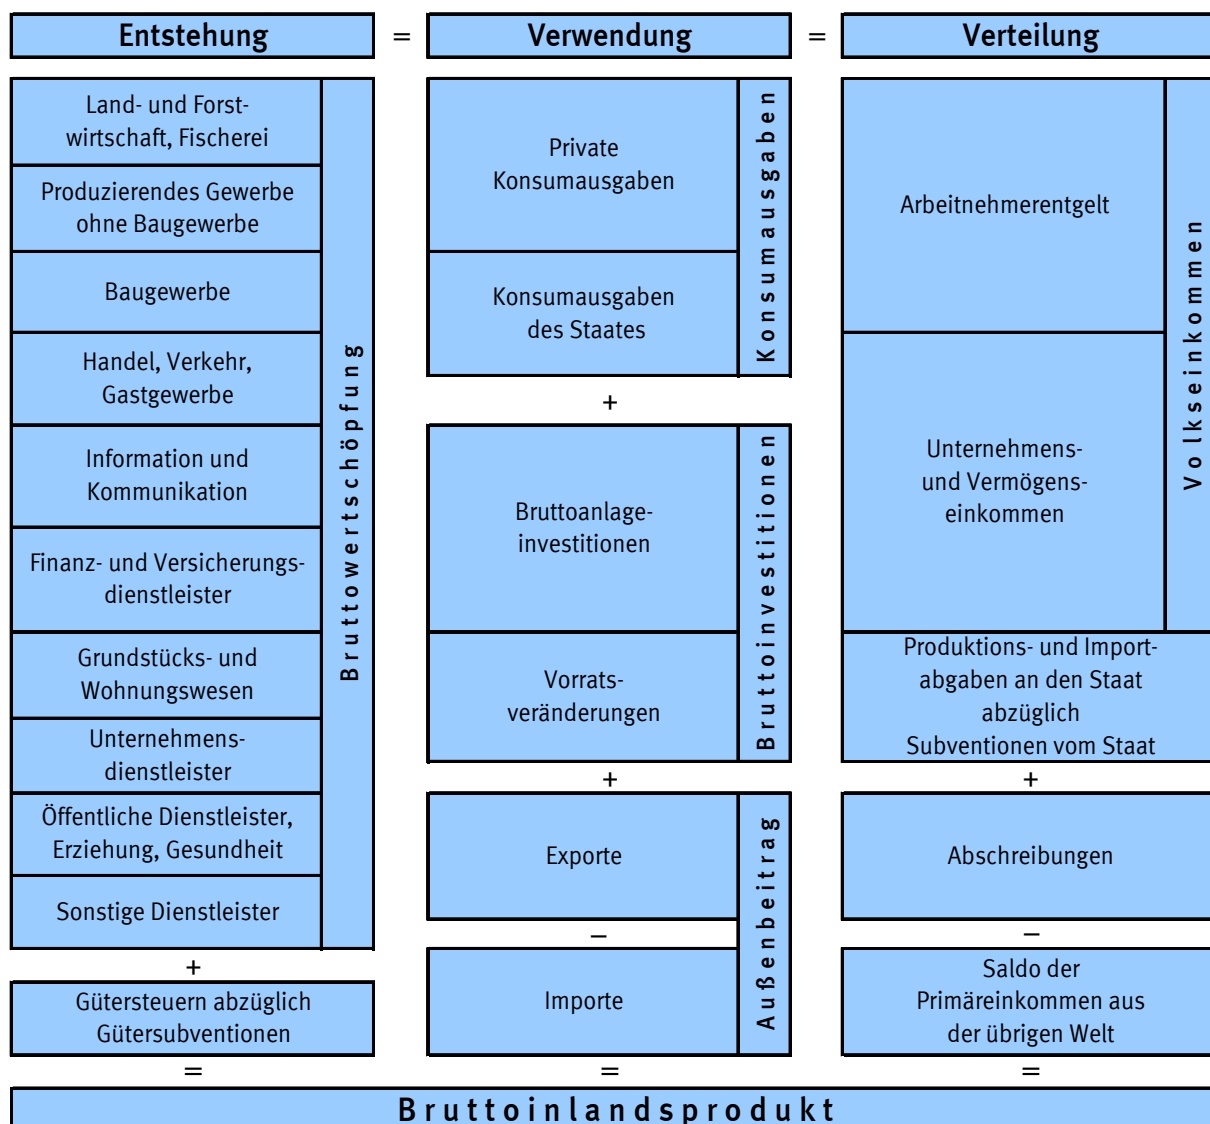 Entstehung = Verwendung = Verteilung
Land- und Forst-
wirtschaft, Fischerei
Produzierendes Gewerbe
ohne Baugewerbe
Baugewerbe
Handel, Verkehr,
Gastgewerbe
Information und
Kommunikation
Finanz- und Versicherungs-
dienstleister
Grundstücks- und
Wohnungswesen
Unternehmens-
dienstleister
Öffentliche Dienstleister,
Erziehung, Gesundheit
Sonstige Dienstleister
Bruttowertschöpfung
+
Gütersteuern abzüglich
Gütersubventionen
=
Private
Konsumausgaben
Konsumausgaben
des Staates
Konsumausgaben
+
Bruttoanlage-
investitionen
Vorrats-
veränderungen
Bruttoinvestitionen
+
Exporte
–
Importe
Außenbeitrag
=
Arbeitnehmerentgelt
Unternehmens-
und Vermögens-
einkommen
Volkseinkommen
Produktions- und Import-
abgaben an den Staat
abzüglich
Subventionen vom Staat
+
Abschreibungen
–
Saldo der
Primäreinkommen aus
der übrigen Welt
=
Bruttoinlandsprodukt